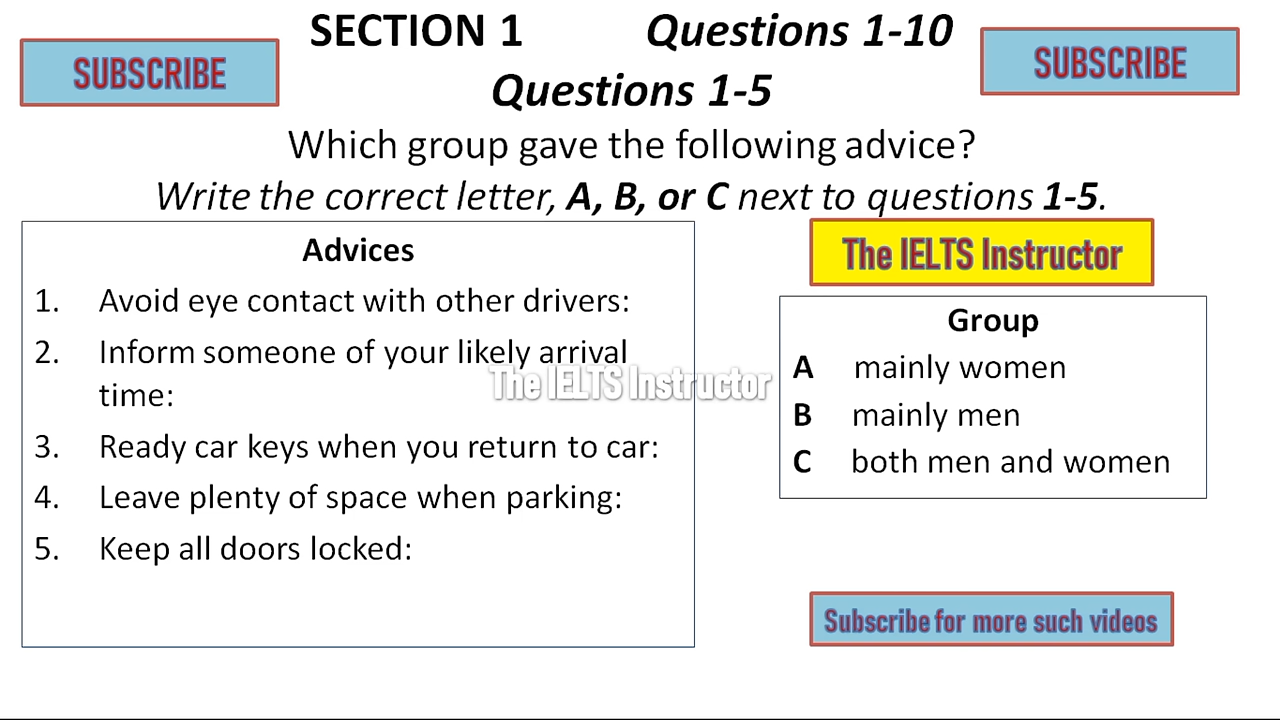 SECTION 1 Questions 1-10
SUBSCRIBE
SUBSCRIBE
Questions 1-5
Which group gave the following advice?
Write the correct letter, A, B, or C next to questions 1-5.
Advices
1. Avoid eye contact with other drivers:
2. Inform someone of your likely arrival
time:
3. Ready car keys when you return to car:
4. Leave plenty of space when parking:
5. Keep all doors locked:
The IELTS Instructor
The IELTS Instructor
Group
A mainly women
B mainly men
C both men and women
Subscribe for more such videos